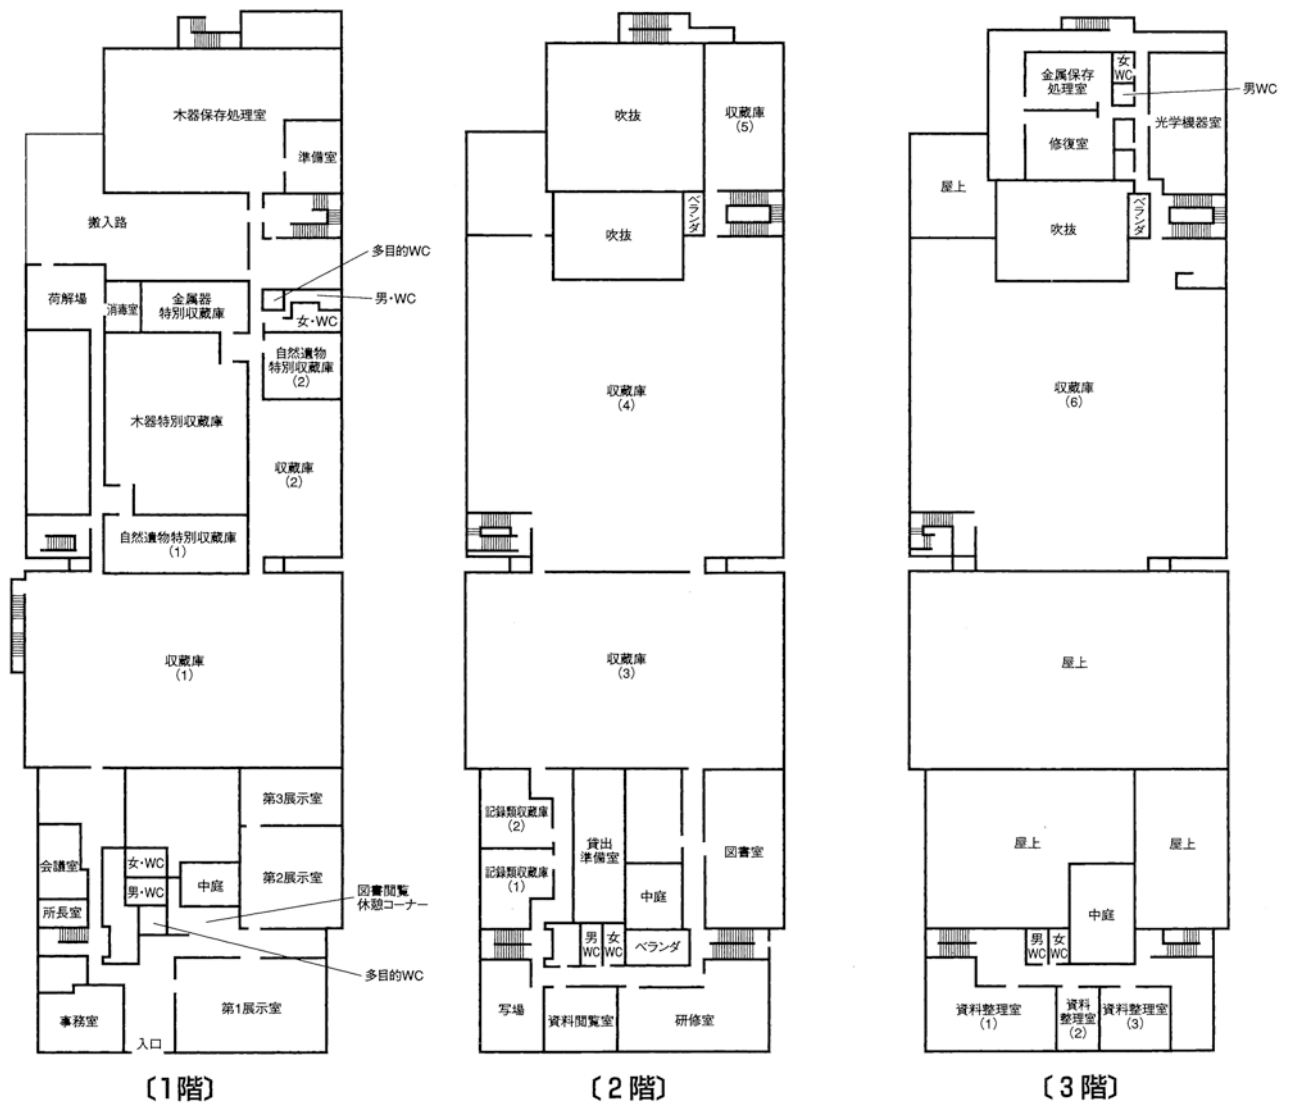 木器保存処理室
準備室
搬入路
多目的WC
荷解場
消毒室
金属器
特別収蔵庫
男・WC
女・WC
自然遺物
特別収蔵庫
(2)
木器特別収蔵庫
収蔵庫
(2)
自然遺物特別収蔵庫
(1)
収蔵庫
(1)
第3展示室
会議室
女・WC
男・WC
中庭
第2展示室
図書閲覧
休憩コーナー
所長室
多目的WC
事務室
第1展示室
入口
〔1階〕
吹抜
収蔵庫
(5)
吹抜
ベランダ
収蔵庫
(4)
収蔵庫
(3)
記録類収蔵庫
(2)
記録類収蔵庫
(1)
貸出
準備室
図書室
中庭
男
WC
女
WC
ベランダ
写場
資料閲覧室
研修室
〔2階〕
金属保存
処理室
女
WC
男WC
修復室
光学機器室
屋上
吹抜
ベランダ
収蔵庫
(6)
屋上
屋上
屋上
中庭
男
WC
女
WC
資料整理室
(1)
資料
整理室
(2)
資料整理室
(3)
〔3階〕